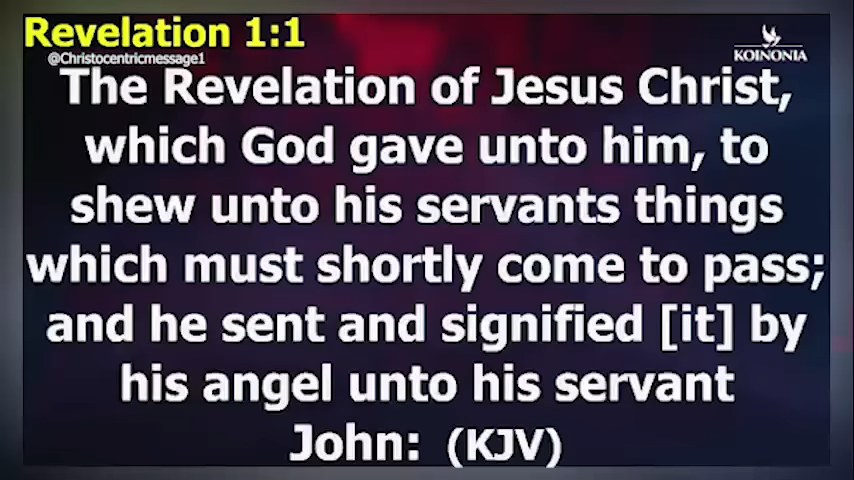 Revelation 1:1
@Christocentricmessage1
KOINONIA
The Revelation of Jesus Christ,
which God gave unto him, to
shew unto his servants things
which must shortly come to pass;
and he sent and signified [it] by
his angel unto his servant
John: (KJV)